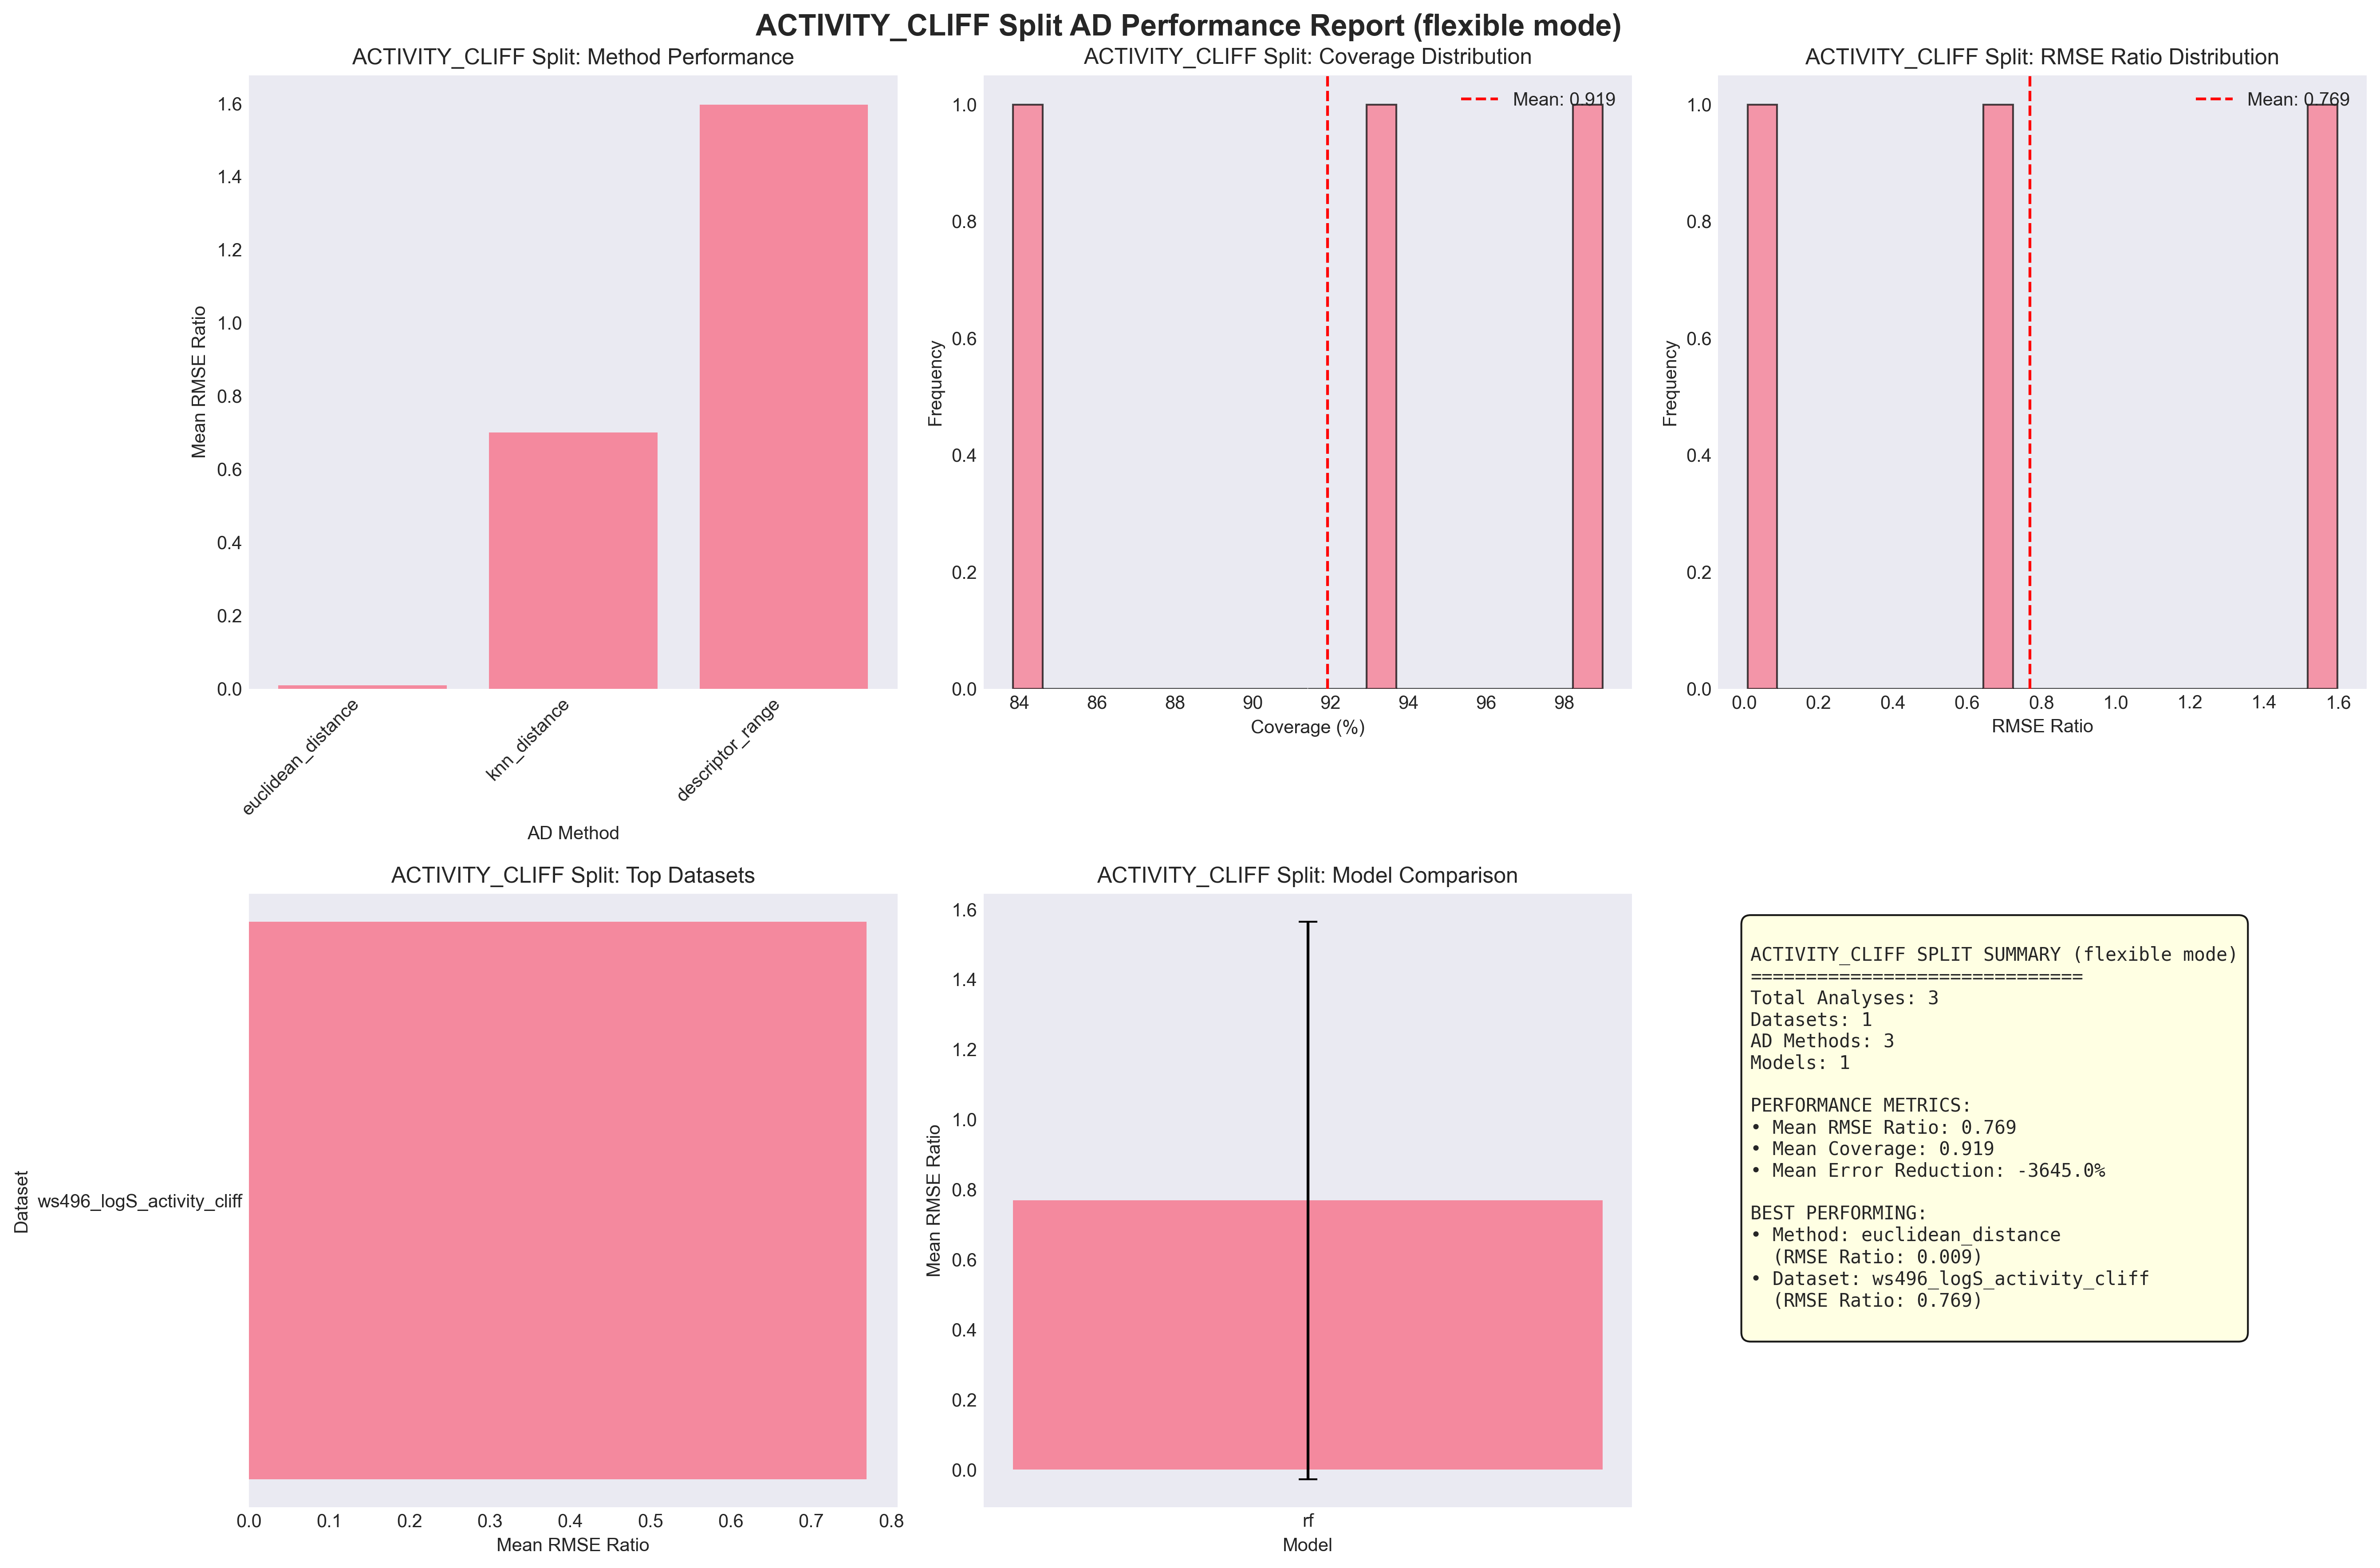 ACTIVITY_CLIFF Split AD Performance Report (flexible mode)
ACTIVITY_CLIFF Split: Method Performance
Mean RMSE Ratio
1.6
1.4
1.2
1.0
0.8
0.6
0.4
0.2
0.0
euclidean_distance
knn_distance
descriptor_range
AD Method
ACTIVITY_CLIFF Split: Coverage Distribution
Mean: 0.919
Frequency
1.0
0.8
0.6
0.4
0.2
0.0
84 86 88 90 92 94 96 98
Coverage (%)
ACTIVITY_CLIFF Split: RMSE Ratio Distribution
Mean: 0.769
Frequency
1.0
0.8
0.6
0.4
0.2
0.0
0.0 0.2 0.4 0.6 0.8 1.0 1.2 1.4 1.6
RMSE Ratio
ACTIVITY_CLIFF Split: Top Datasets
Dataset
ws496_logS_activity_cliff
0.0 0.1 0.2 0.3 0.4 0.5 0.6 0.7 0.8
Mean RMSE Ratio
ACTIVITY_CLIFF Split: Model Comparison
Mean RMSE Ratio
1.6
1.4
1.2
1.0
0.8
0.6
0.4
0.2
0.0
rf
Model
ACTIVITY_CLIFF SPLIT SUMMARY (flexible mode)
==============================
Total Analyses: 3
Datasets: 1
AD Methods: 3
Models: 1
PERFORMANCE METRICS:
• Mean RMSE Ratio: 0.769
• Mean Coverage: 0.919
• Mean Error Reduction: -3645.0%
BEST PERFORMING:
• Method: euclidean_distance
(RMSE Ratio: 0.009)
• Dataset: ws496_logS_activity_cliff
(RMSE Ratio: 0.769)